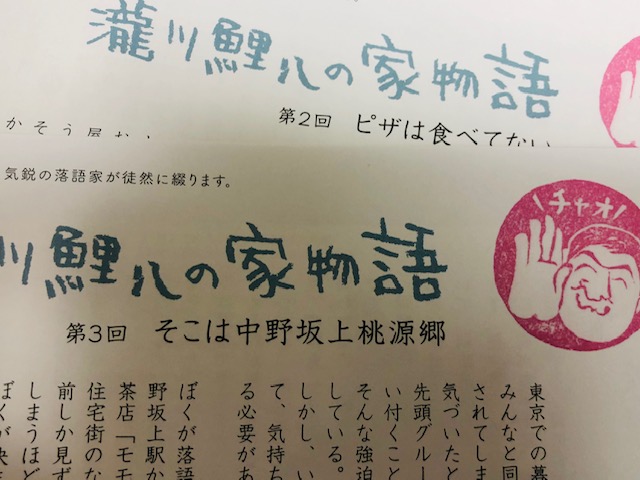 瀧川鯉八の家物語
第2回 ピザは食べてない
かそう屋お
気鋭の落語家が徒然に綴ります。
チャオ
川鯉八の家物語
第3回 そこは中野坂上桃源郷
東京での暮
みんなと同
されてしま
気づいたと
先頭グルー
い付くこと
そんな強迫
している。
しかし、い
て、気持ち
る必要があ
ぼくが落語
野坂上駅か
茶店「モモ
住宅街のな
前しか見ず
しまうほど
ぼくが決ま